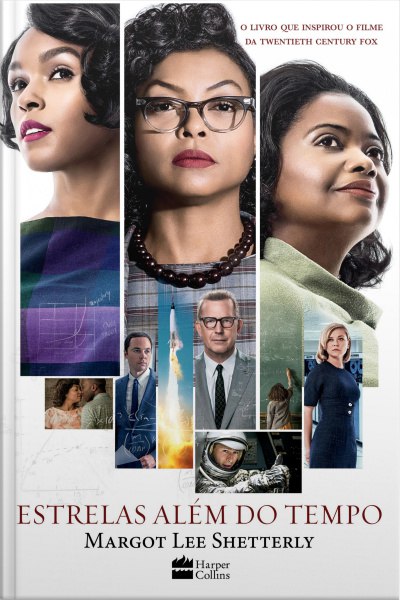 O LIVRO QUE INSPIROU O FILME
DA TWENTIETH CENTURY FOX
ESTRELAS ALÉM DO TEMPO
MARGOT LEE SHETTERLY
Harper
Collins